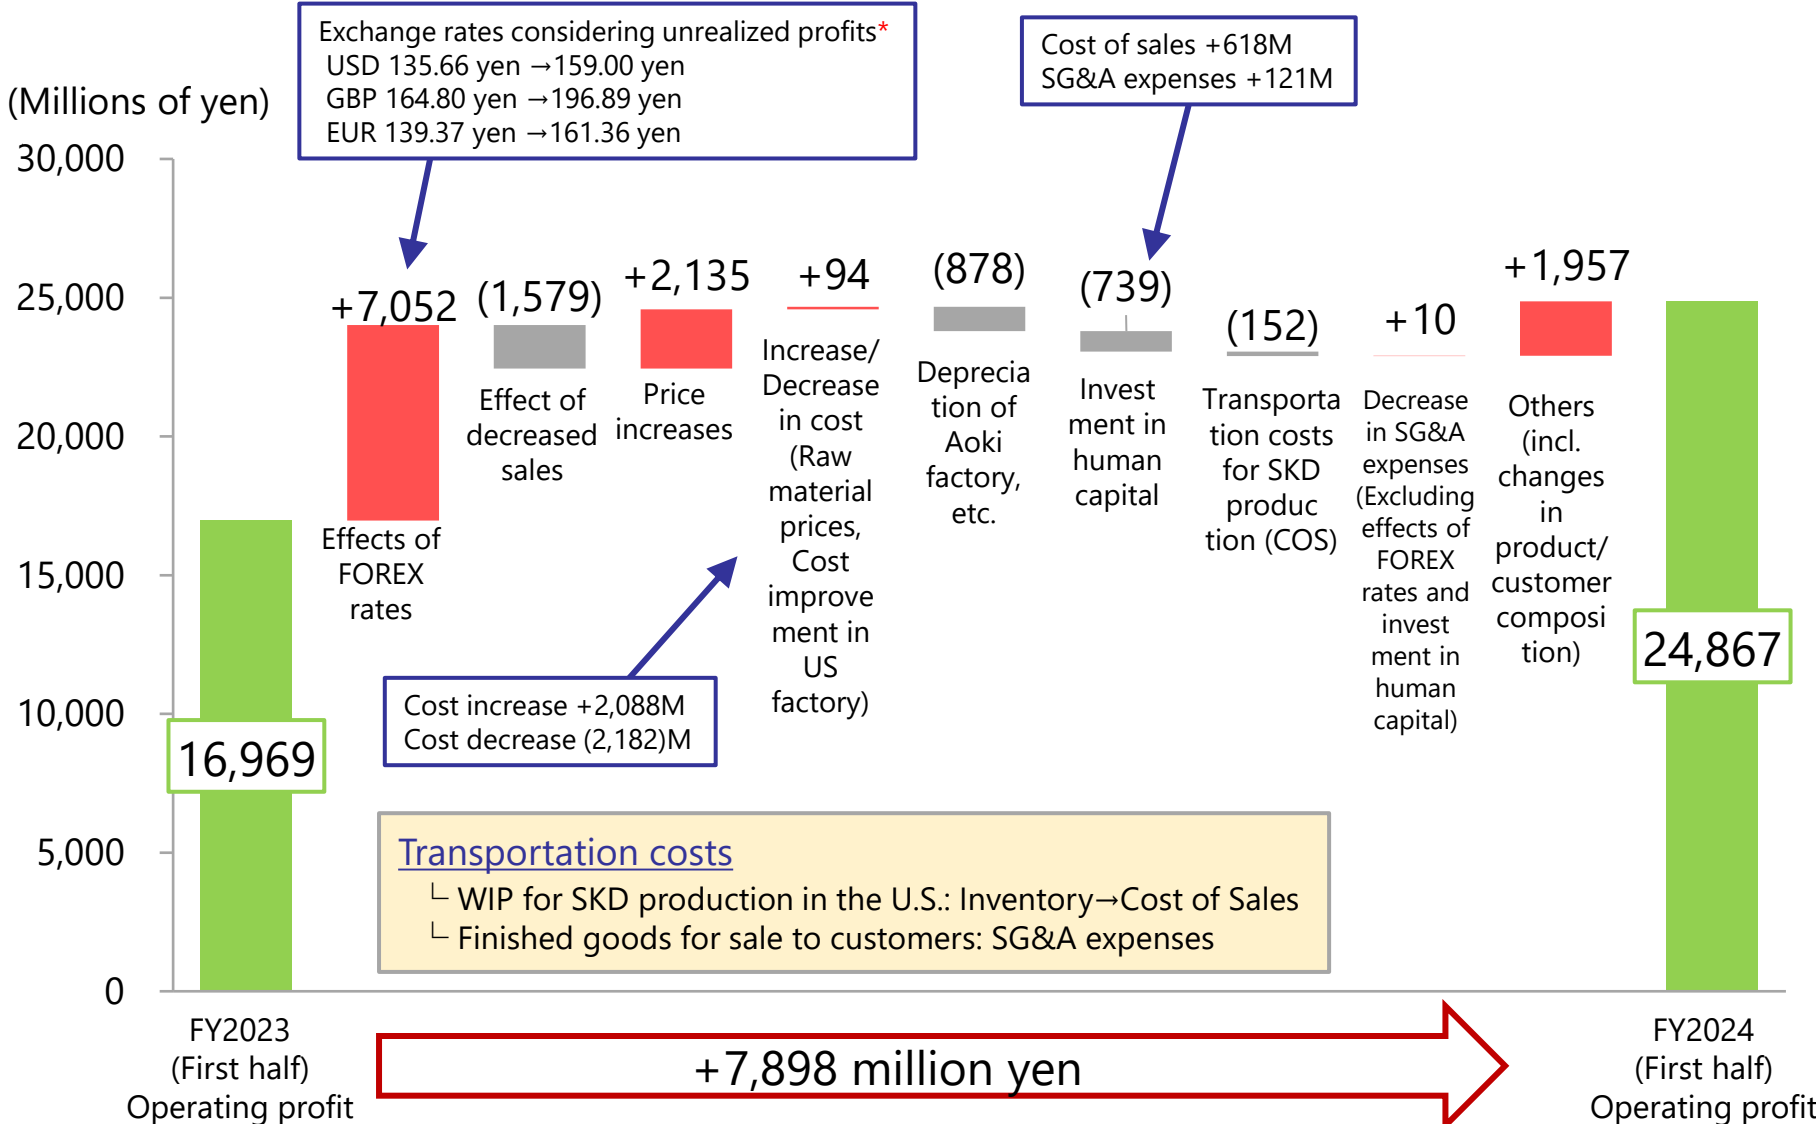 Exchange rates considering unrealized profits*
USD 135.66 yen →159.00 yen
GBP 164.80 yen →196.89 yen
EUR 139.37 yen →161.36 yen
Cost of sales +618M
SG&A expenses +121M
(Millions of yen)
30,000
25,000
20,000
15,000
10,000
5,000
0
+7,052
(1,579)
+2,135
+94
(878)
(739)
(152)
+10
+1,957
Effects of
FOREX
rates
Effect of
decreased
sales
Price
increases
Increase/
Decrease
in cost
(Raw
material
prices,
Cost
improve
ment in
US
factory)
Deprecia
tion of
Aoki
factory,
etc.
Invest
ment in
human
capital
Transporta
tion costs
for SKD
produc
tion (COS)
Decrease
in SG&A
expenses
(Excluding
effects of
FOREX
rates and
invest
ment in
human
capital)
Others
(incl.
changes
in
product/
customer
composi
tion)
16,969
24,867
Cost increase +2,088M
Cost decrease (2,182)M
Transportation costs
└ WIP for SKD production in the U.S.: Inventory→Cost of Sales
└ Finished goods for sale to customers: SG&A expenses
FY2023
(First half)
Operating profit
+7,898 million yen
FY2024
(First half)
Operating profit